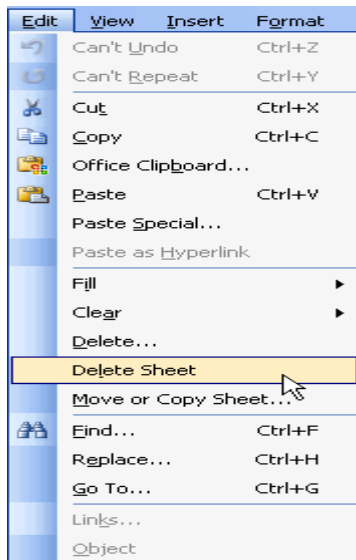 Edit View Insert Format
Can't Undo Ctrl+Z
Can't Repeat Ctrl+Y
Cut Ctrl+X
Copy Ctrl+C
Office Clipboard...
Paste Ctrl+V
Paste Special...
Paste as Hyperlink
Fill
Clear
Delete...
Delete Sheet
Move or Copy Sheet...
Find... Ctrl+F
Replace... Ctrl+H
Go To... Ctrl+G
Links...
Object